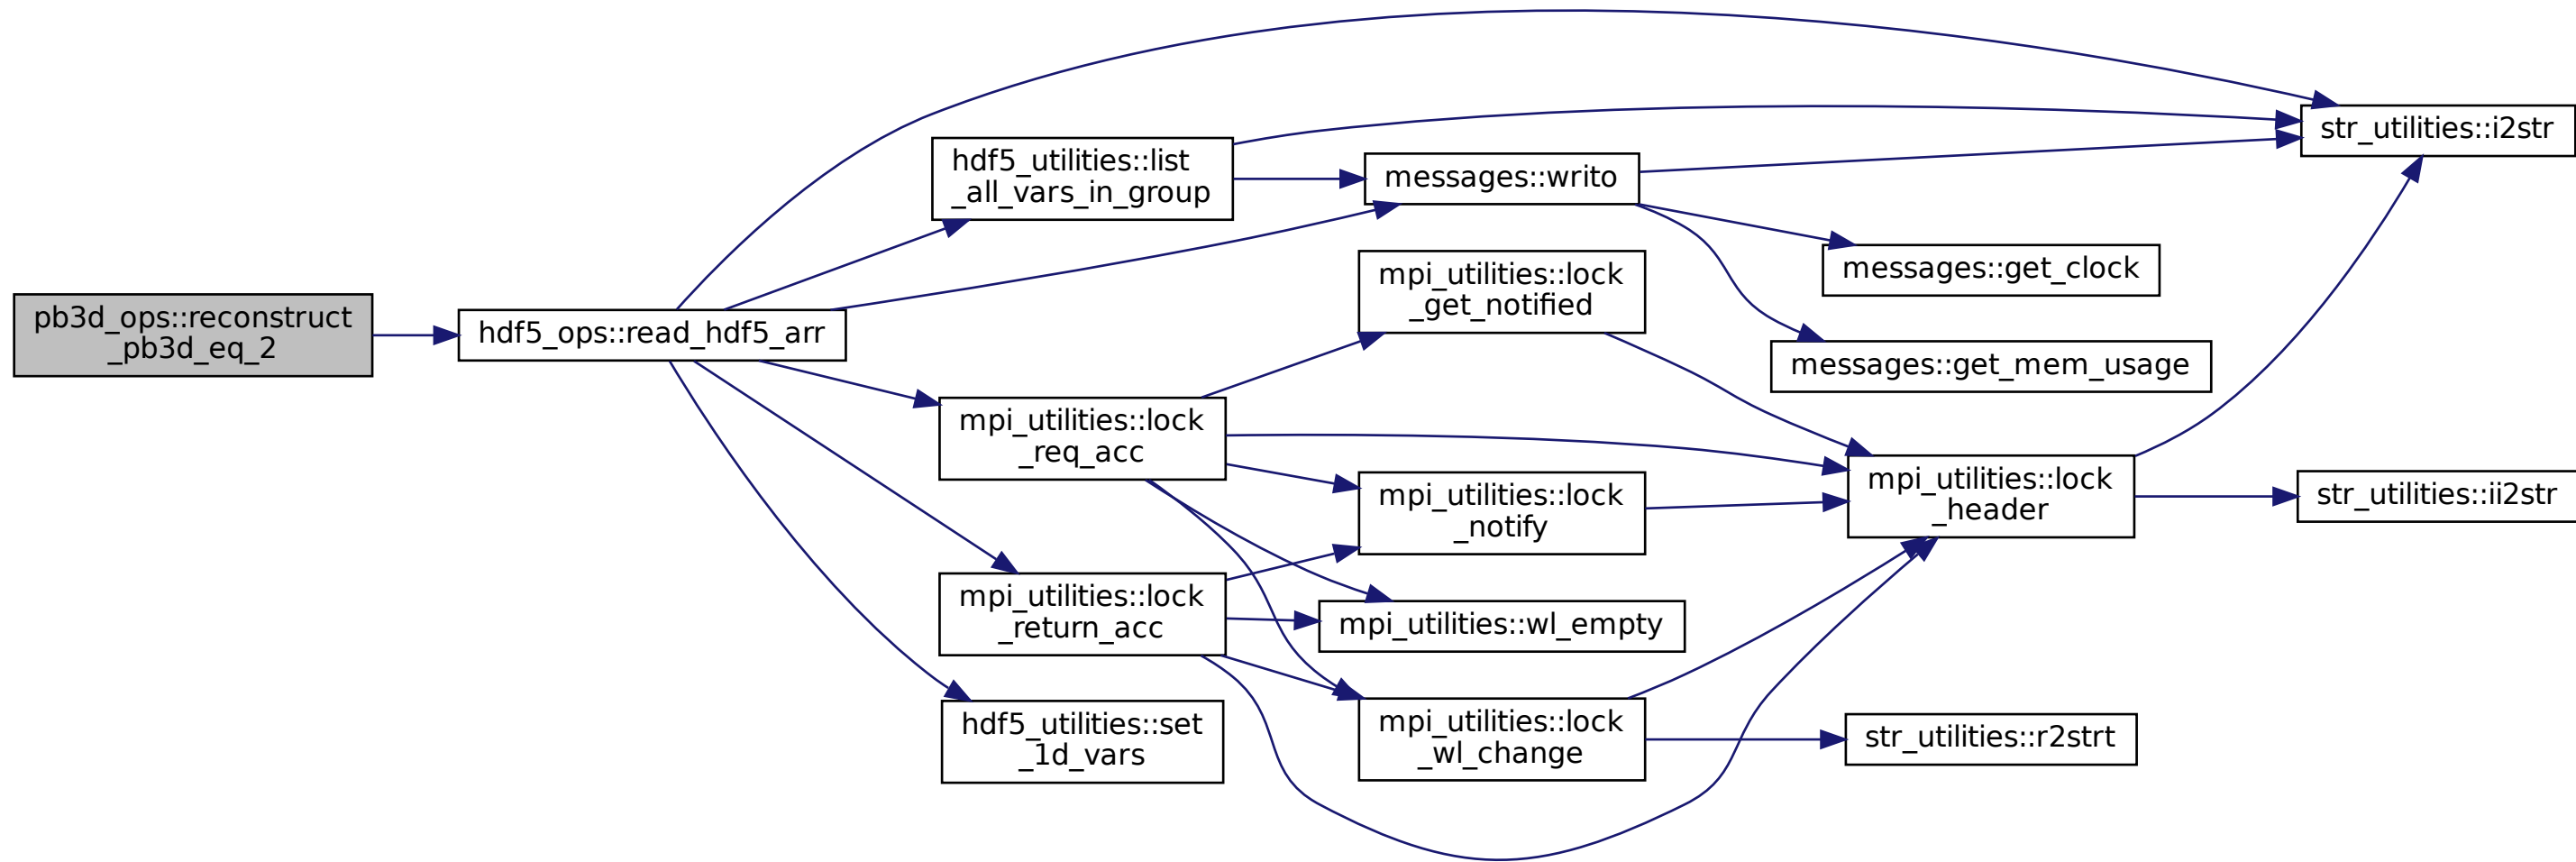 pb3d_ops::reconstruct
_pb3d_eq_2
hdf5_ops::read_hdf5_arr
hdf5_utilities::list
_all_vars_in_group
messages::writo
str_utilities::i2str
messages::get_clock
messages::get_mem_usage
mpi_utilities::lock
_get_notified
mpi_utilities::lock
_req_acc
mpi_utilities::lock
_header
mpi_utilities::lock
_notify
str_utilities::ii2str
mpi_utilities::lock
_return_acc
mpi_utilities::wl_empty
mpi_utilities::lock
_wl_change
str_utilities::r2strt
hdf5_utilities::set
_1d_vars